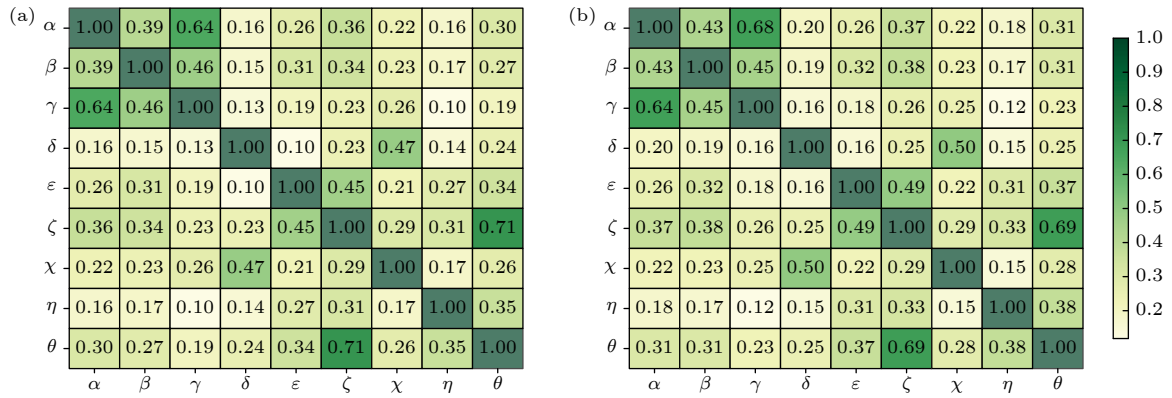 (a)
α 1.00 0.39 0.64 0.16 0.26 0.36 0.22 0.16 0.30
β 0.39 1.00 0.46 0.15 0.31 0.34 0.23 0.17 0.27
γ 0.64 0.46 1.00 0.13 0.19 0.23 0.26 0.10 0.19
δ 0.16 0.15 0.13 1.00 0.10 0.23 0.47 0.14 0.24
ε 0.26 0.31 0.19 0.10 1.00 0.45 0.21 0.27 0.34
ζ 0.36 0.34 0.23 0.23 0.45 1.00 0.29 0.31 0.71
χ 0.22 0.23 0.26 0.47 0.21 0.29 1.00 0.17 0.26
η 0.16 0.17 0.10 0.14 0.27 0.31 0.17 1.00 0.35
θ 0.30 0.27 0.19 0.24 0.34 0.71 0.26 0.35 1.00
α β γ δ ε ζ χ η θ
(b)
α 1.00 0.43 0.68 0.20 0.26 0.37 0.22 0.18 0.31
β 0.43 1.00 0.45 0.19 0.32 0.38 0.23 0.17 0.31
γ 0.64 0.45 1.00 0.16 0.18 0.26 0.25 0.12 0.23
δ 0.20 0.19 0.16 1.00 0.16 0.25 0.50 0.15 0.25
ε 0.26 0.32 0.18 0.16 1.00 0.49 0.22 0.31 0.37
ζ 0.37 0.38 0.26 0.25 0.49 1.00 0.29 0.33 0.69
χ 0.22 0.23 0.25 0.50 0.22 0.29 1.00 0.15 0.28
η 0.18 0.17 0.12 0.15 0.31 0.33 0.15 1.00 0.38
θ 0.31 0.31 0.23 0.25 0.37 0.69 0.28 0.38 1.00
α β γ δ ε ζ χ η θ
1.0
0.9
0.8
0.7
0.6
0.5
0.4
0.3
0.2